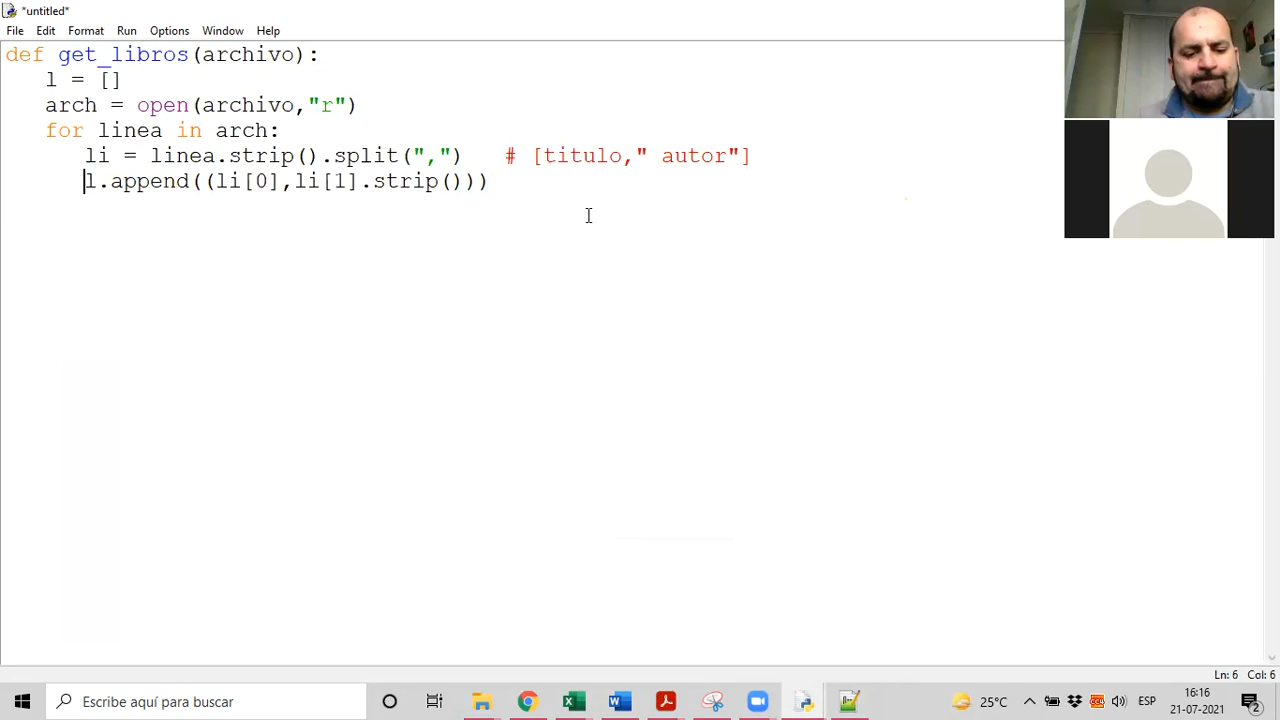 *untitled*
File Edit Format Run Options Window Help
def get_libros(archivo):
l = []
arch = open(archivo,"r")
for linea in arch:
li = linea.strip().split(",") # [titulo," autor"]
l.append((li[0],li[1].strip()))
Ln: 6 Col: 6
Escribe aquí para buscar
25°C
ESP
16:16
21-07-2021
2